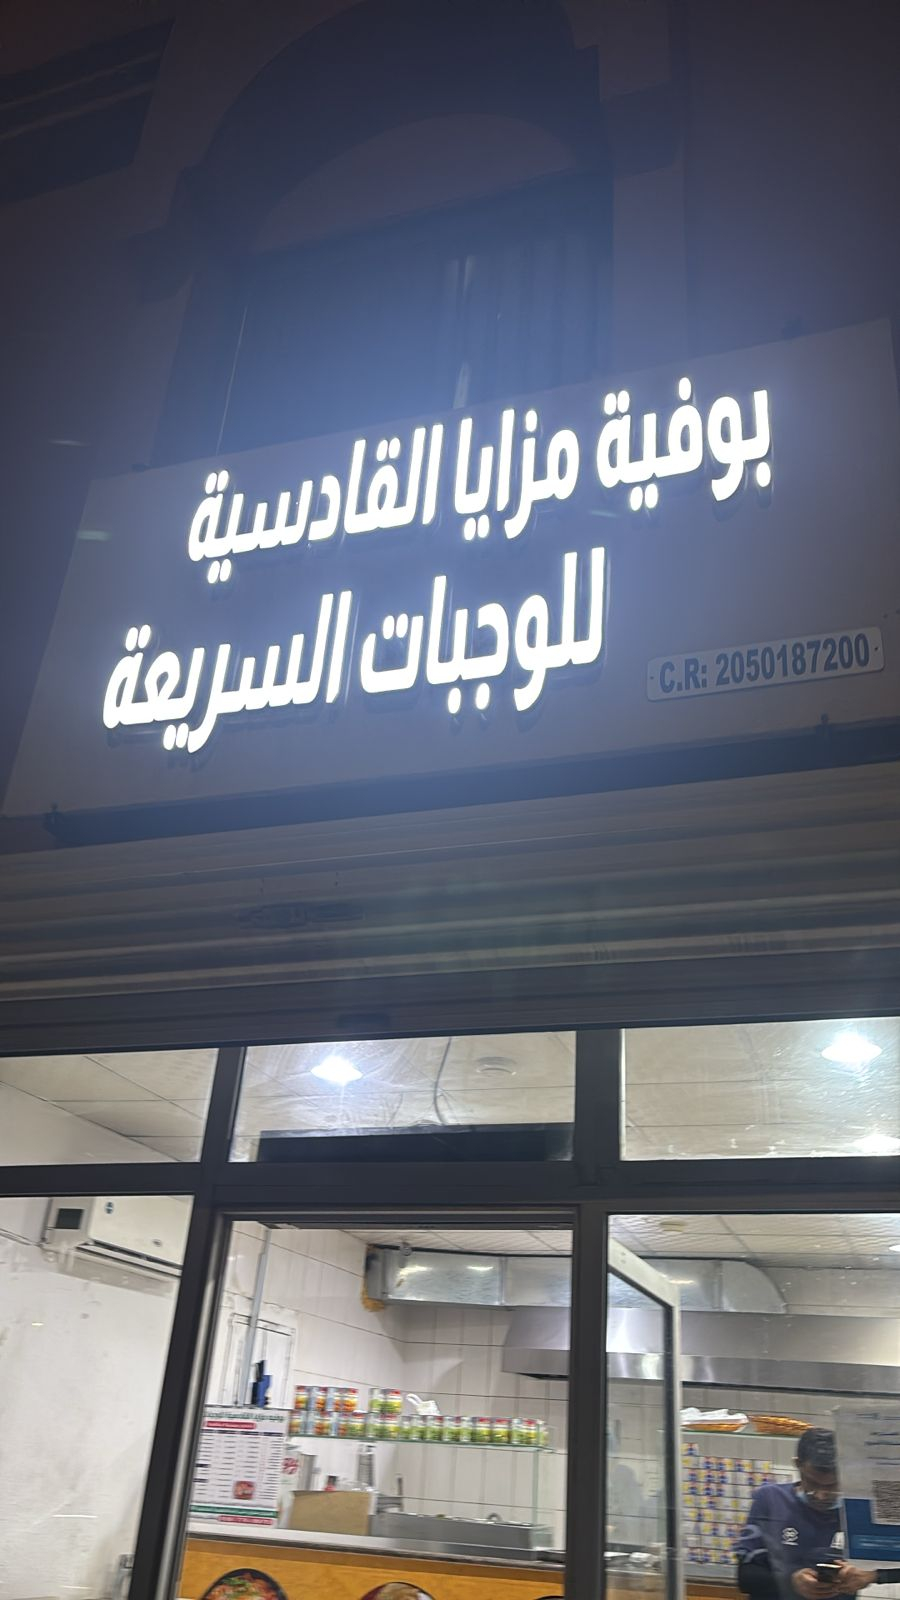 بوفية مزايا القادسية
للوجبات السريعة
C.R: 2050187200